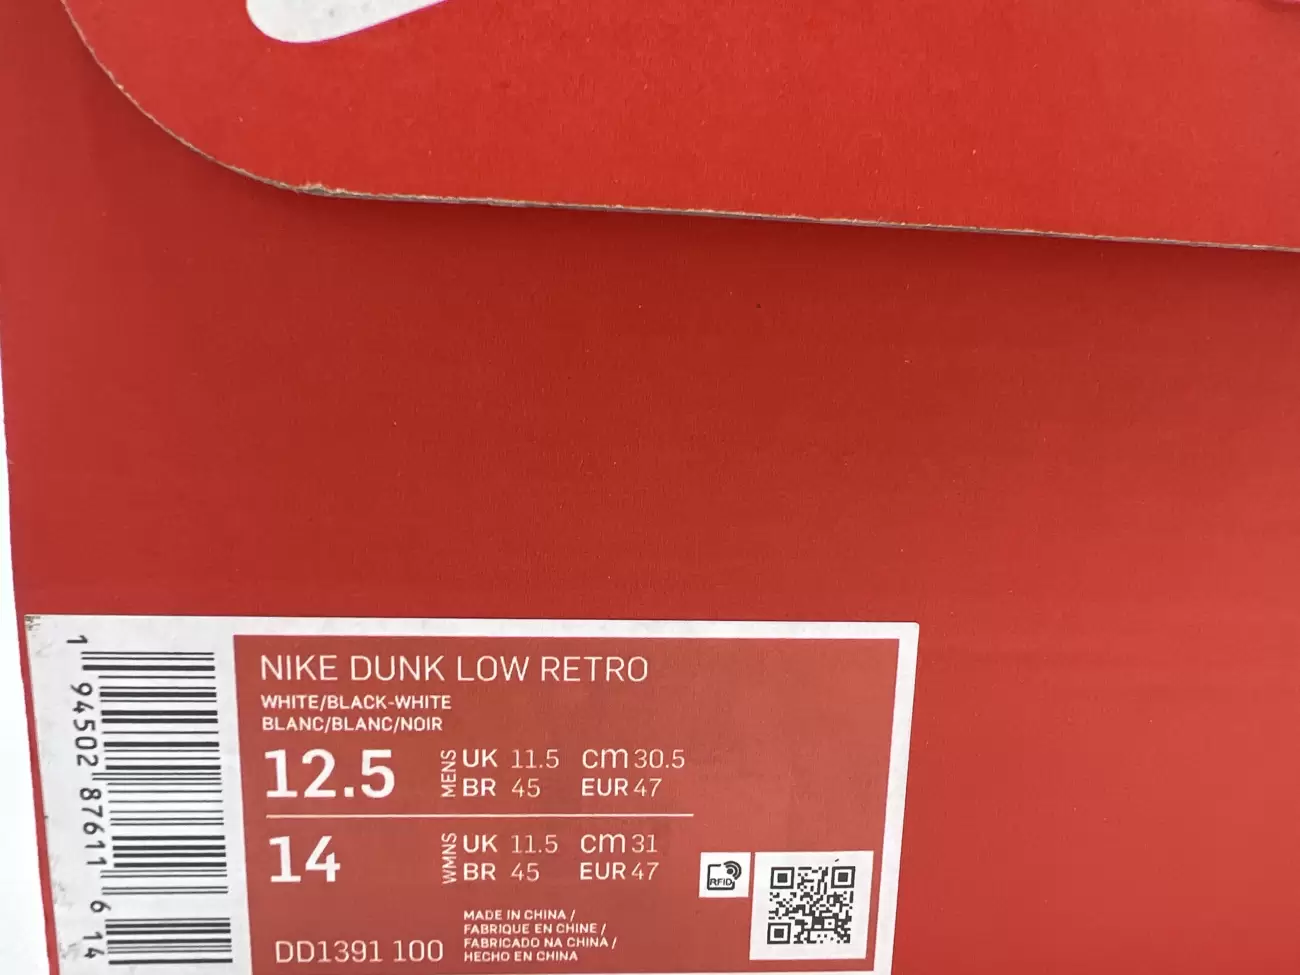 NIKE DUNK LOW RETRO
WHITE/BLACK-WHITE
BLANC/BLANC/NOIR
12.5 MENS UK 11.5 cm 30.5
BR 45 EUR 47
14 WMNS UK 11.5 cm 31
BR 45 EUR 47
RFID
DD1391 100
MADE IN CHINA /
FABRIQUE EN CHINE /
FABRICADO NA CHINA /
HECHO EN CHINA
1 94502 87611 6 14